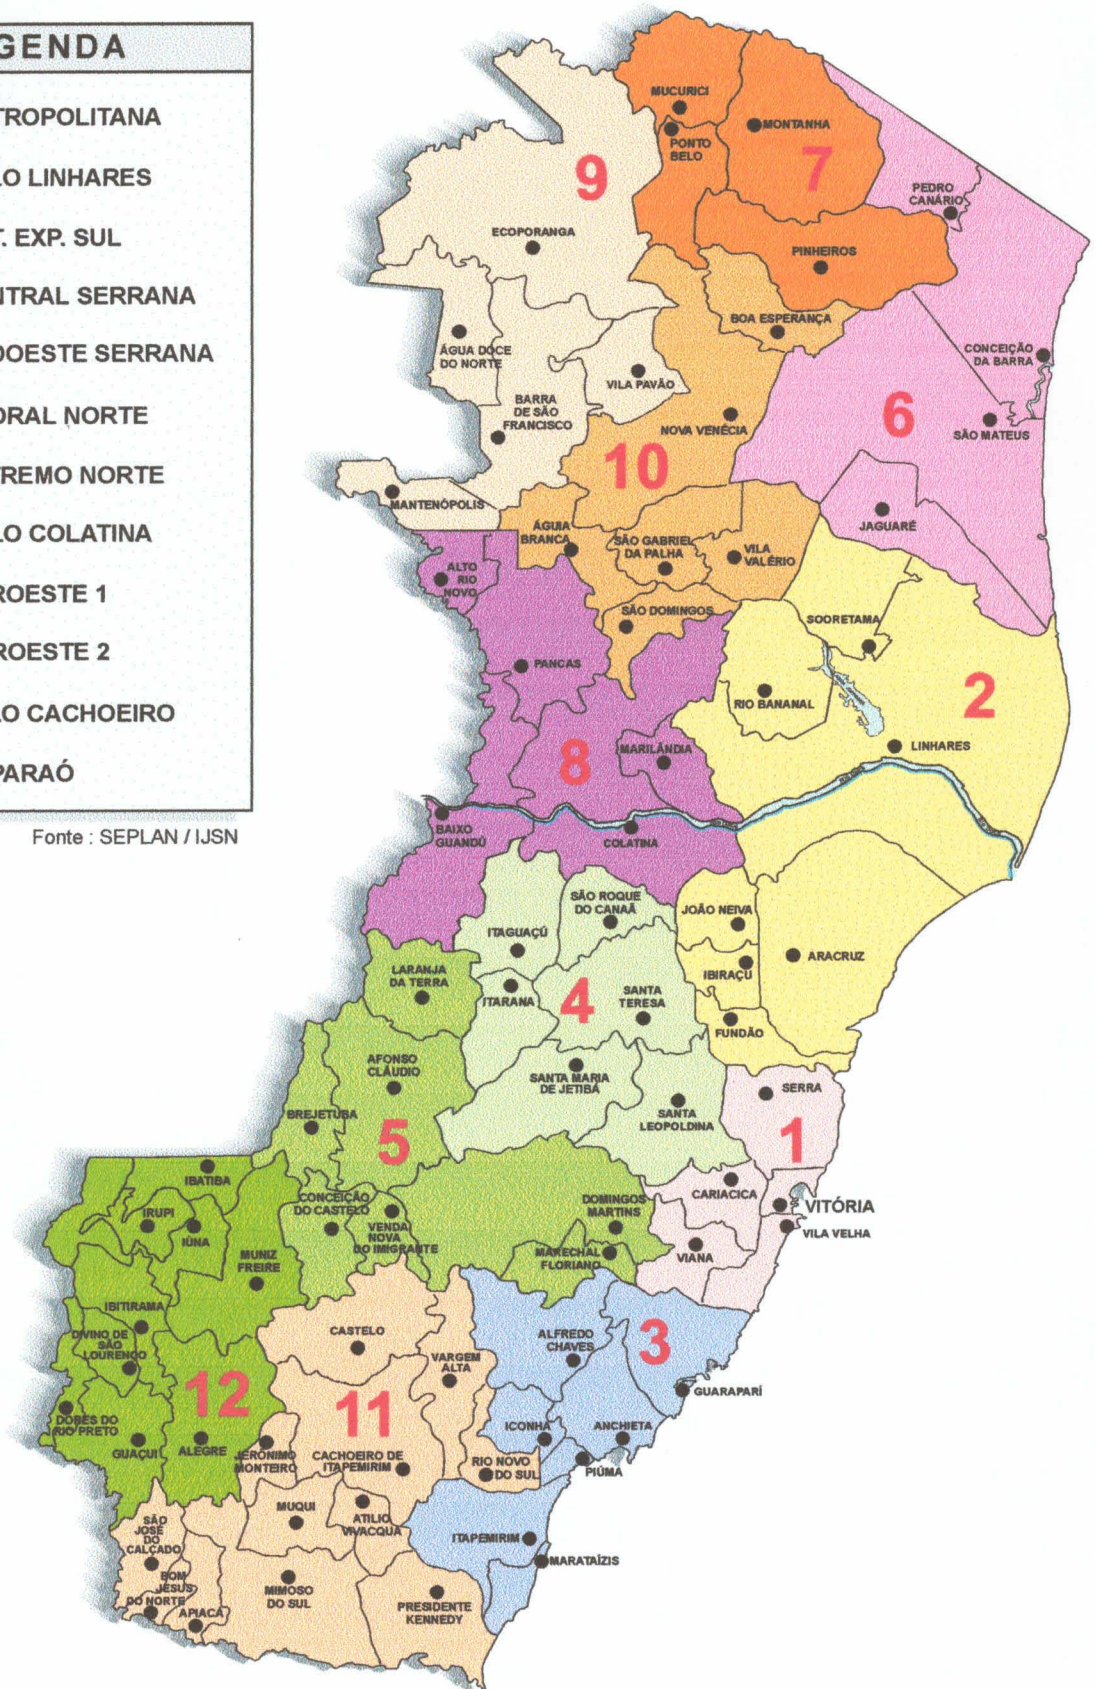 GENDA
TROPOLITANA
LO LINHARES
T. EXP. SUL
NTRAL SERRANA
DOESTE SERRANA
ORAL NORTE
TREMO NORTE
LO COLATINA
ROESTE 1
ROESTE 2
LO CACHOEIRO
PARAÓ
Fonte : SEPLAN / IJSN
MUCURICI
MONTANHA
PONTO
BELO
7
9
PEDRO
CANÁRIO
ECOPORANGA
PINHEIROS
BOA ESPERANÇA
ÁGUA DOCE
DO NORTE
CONCEIÇÃO
DA BARRA
VILA PAVÃO
BARRA
DE SÃO
FRANCISCO
6
NOVA VENÉCIA
SÃO MATEUS
10
MANTENÓPOLIS
JAGUARÉ
ÁGUIA
BRANCA
SÃO GABRIEL
DA PALHA
VILA
VALÉRIO
ALTO
RIO
NOVO
SÃO DOMINGOS
SOORETAMA
PANCAS
RIO BANANAL
2
8
MARILÂNDIA
LINHARES
BAIXO
GUANDÚ
COLATINA
SÃO ROQUE
DO CANAÃ
JOÃO NEIVA
ITAGUAÇÚ
ARACRUZ
LARANJA
DA TERRA
IBIRAÇU
ITARANA
4
SANTA
TERESA
FUNDÃO
AFONSO
CLÁUDIO
SANTA MARIA
DE JETIBÁ
SERRA
BREJETUBA
SANTA
LEOPOLDINA
5
1
IBATIBA
CARIACICA
CONCEIÇÃO
DO CASTELO
DOMINGOS
MARTINS
VITÓRIA
IRUPI
IÚNA
VENDA
NOVA
DO IMIGRANTE
VILA VELHA
MUNIZ
FREIRE
MARECHAL
FLORIANO
VIANA
IBITIRAMA
DIVINO DE
SÃO
LOURENÇO
CASTELO
ALFREDO
CHAVES
3
VARGEM
ALTA
12
11
GUARAPARÍ
DORES DO
RIO PRETO
GUAÇUI
ALEGRE
JERÔNIMO
MONTEIRO
CACHOEIRO DE
ITAPEMIRIM
ICONHA
ANCHIETA
RIO NOVO
DO SUL
PIÚMA
MUQUI
ATILIO
VIVACQUA
SÃO
JOSÉ
DO
CALÇADO
ITAPEMIRIM
MARATAÍZIS
BOM
JESUS
DO NORTE
MIMOSO
DO SUL
PRESIDENTE
KENNEDY
APIACÁ